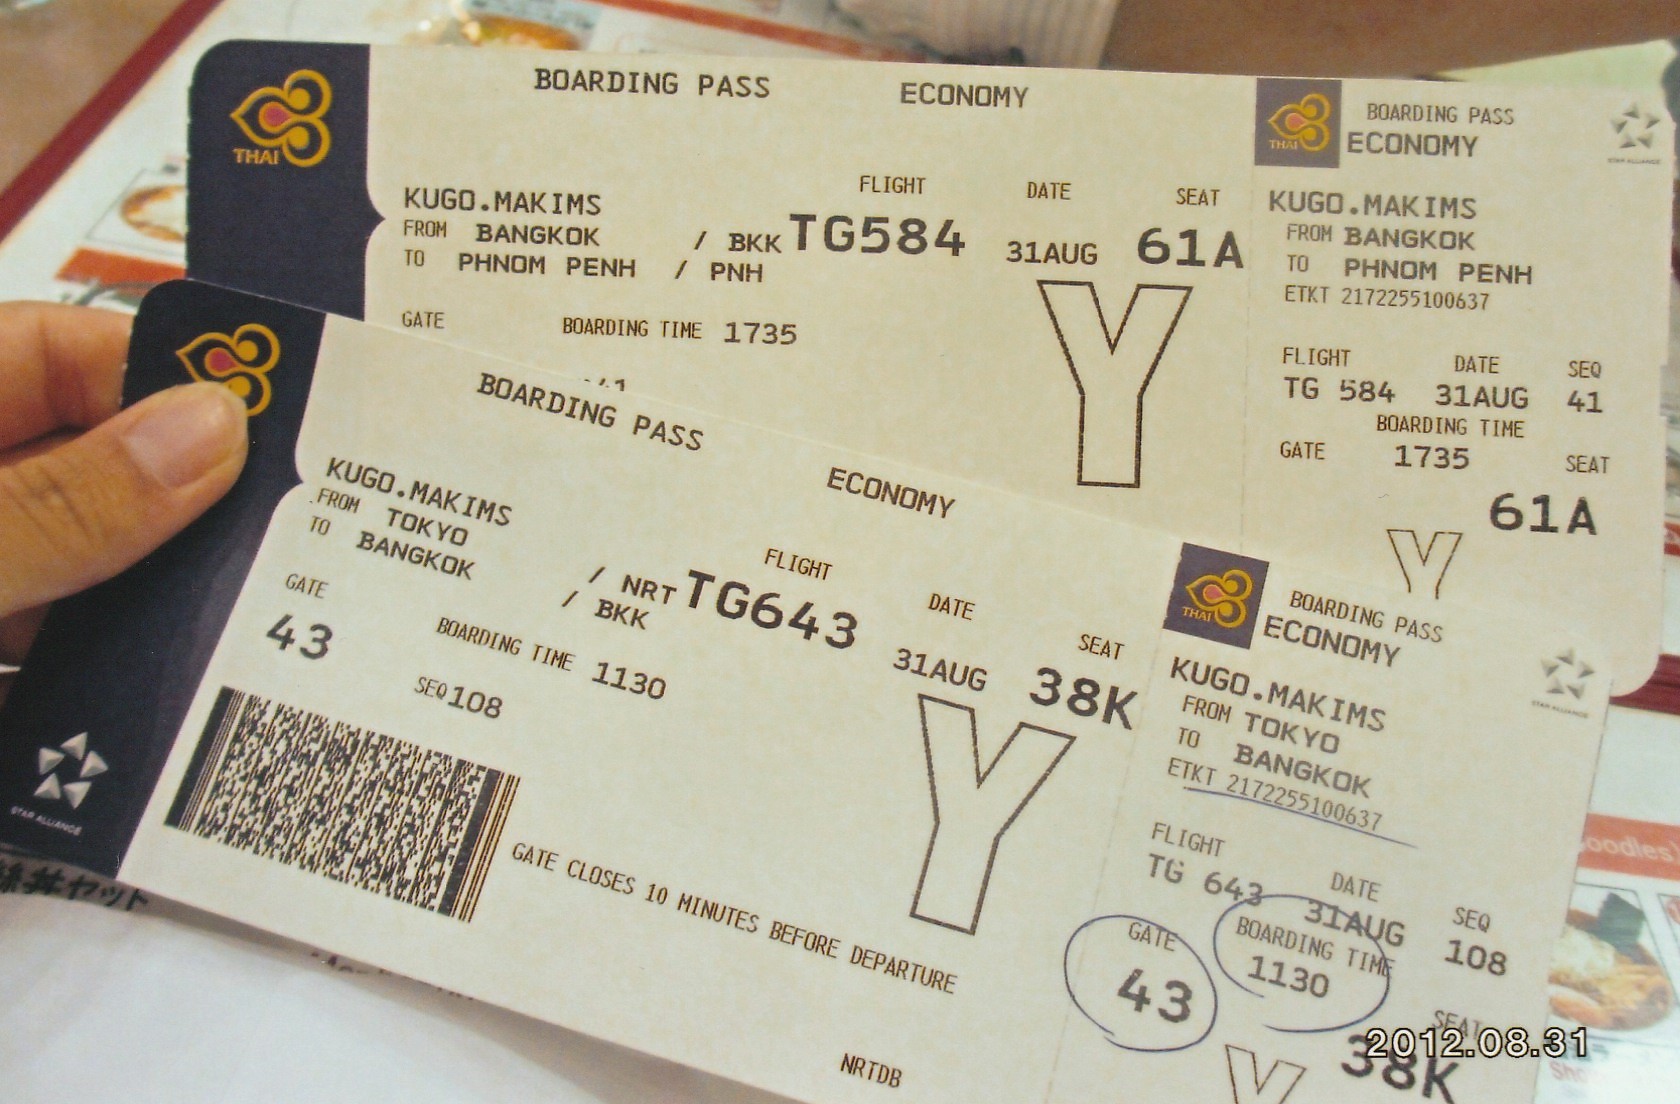 BOARDING PASS ECONOMY
THAI
KUGO.MAKIMS
FROM BANGKOK / BKK
TO PHNOM PENH / PNH
FLIGHT DATE SEAT
TG584 31AUG 61A
GATE BOARDING TIME 1735
Y
THAI
BOARDING PASS
ECONOMY
STAR ALLIANCE
KUGO.MAKIMS
FROM BANGKOK
TO PHNOM PENH
ETKT 2172255100637
FLIGHT DATE SEQ
TG 584 31AUG 41
BOARDING TIME
GATE 1735 SEAT
61A
Y
BOARDING PASS ECONOMY
KUGO.MAKIMS
FROM TOKYO / NRT
TO BANGKOK / BKK
FLIGHT DATE SEAT
TG643 31AUG 38K
GATE
43 BOARDING TIME 1130
SEQ 108
Y
STAR ALLIANCE
GATE CLOSES 10 MINUTES BEFORE DEPARTURE
NRTDB
THAI
BOARDING PASS
ECONOMY
STAR ALLIANCE
KUGO.MAKIMS
FROM TOKYO
TO BANGKOK
ETKT 2172255100637
FLIGHT DATE SEQ
TG 643 31AUG 108
GATE BOARDING TIME
43 1130
SEAT
38K
Y
2012.08.31